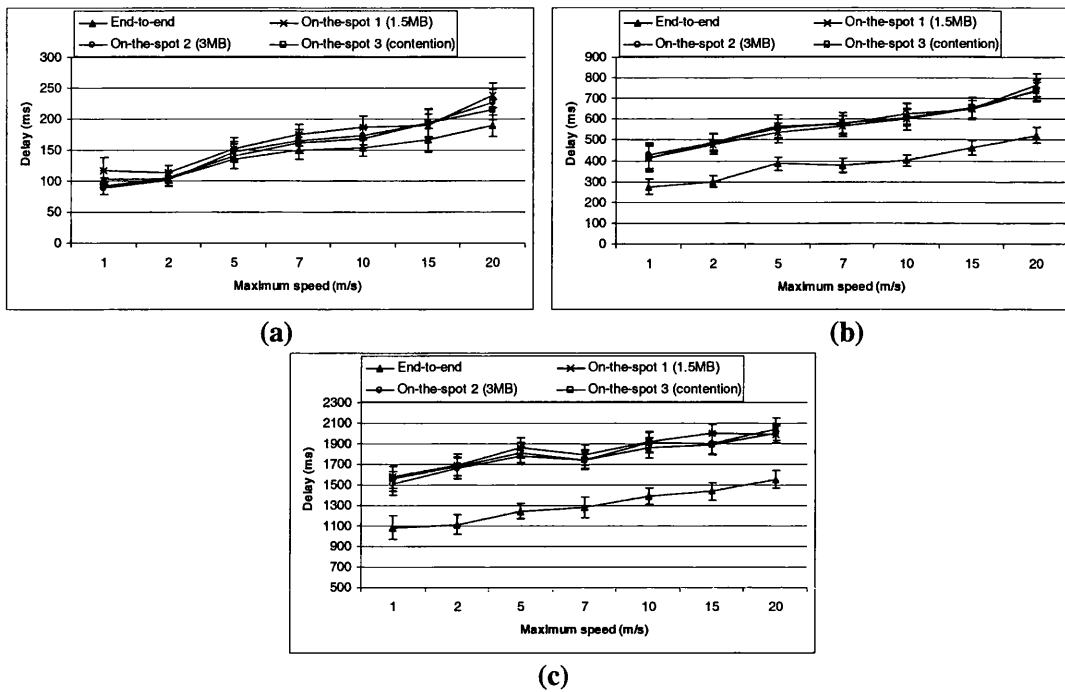 End-to-end
On-the-spot 1 (1.5MB)
On-the-spot 2 (3MB)
On-the-spot 3 (contention)
300
250
200
150
100
50
0
Delay (ms)
1 2 5 7 10 15 20
Maximum speed (m/s)
(a)
End-to-end
On-the-spot 1 (1.5MB)
On-the-spot 2 (3MB)
On-the-spot 3 (contention)
900
800
700
600
500
400
300
200
100
0
Delay (ms)
1 2 5 7 10 15 20
Maximum speed (m/s)
(b)
End-to-end
On-the-spot 1 (1.5MB)
On-the-spot 2 (3MB)
On-the-spot 3 (contention)
2300
2100
1900
1700
1500
1300
1100
900
700
500
Delay (ms)
1 2 5 7 10 15 20
Maximum speed (m/s)
(c)